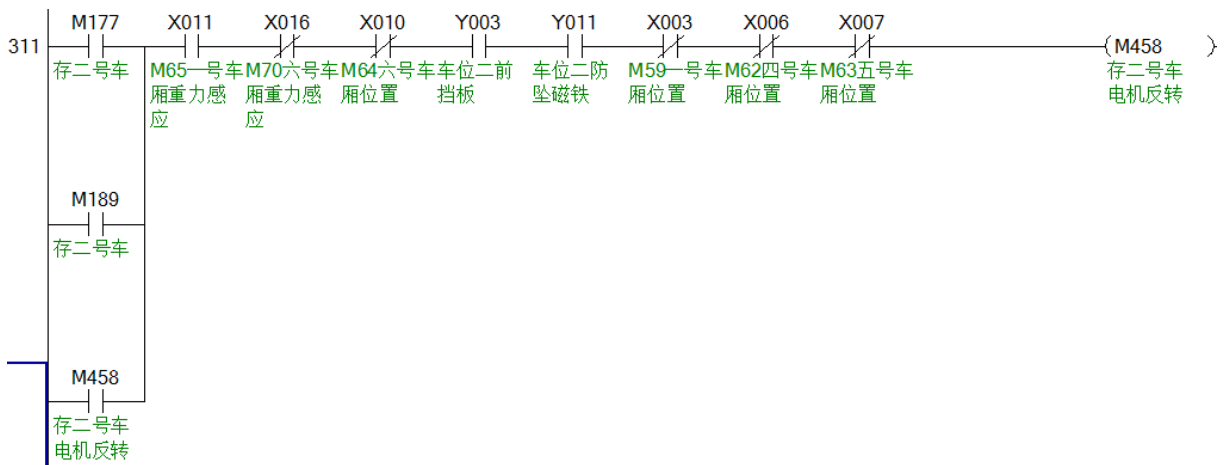 M177 X011 X016 X010 Y003 Y011 X003 X006 X007
311 M458
存二号车 M65一号车 M70六号车 M64六号车 车位二前 车位二防 M59一号车 M62四号车 M63五号车 存二号车
厢重力感 厢重力感 厢位置 挡板 坠磁铁 厢位置 厢位置 厢位置 电机反转
应 应
M189
存二号车
M458
存二号车
电机反转